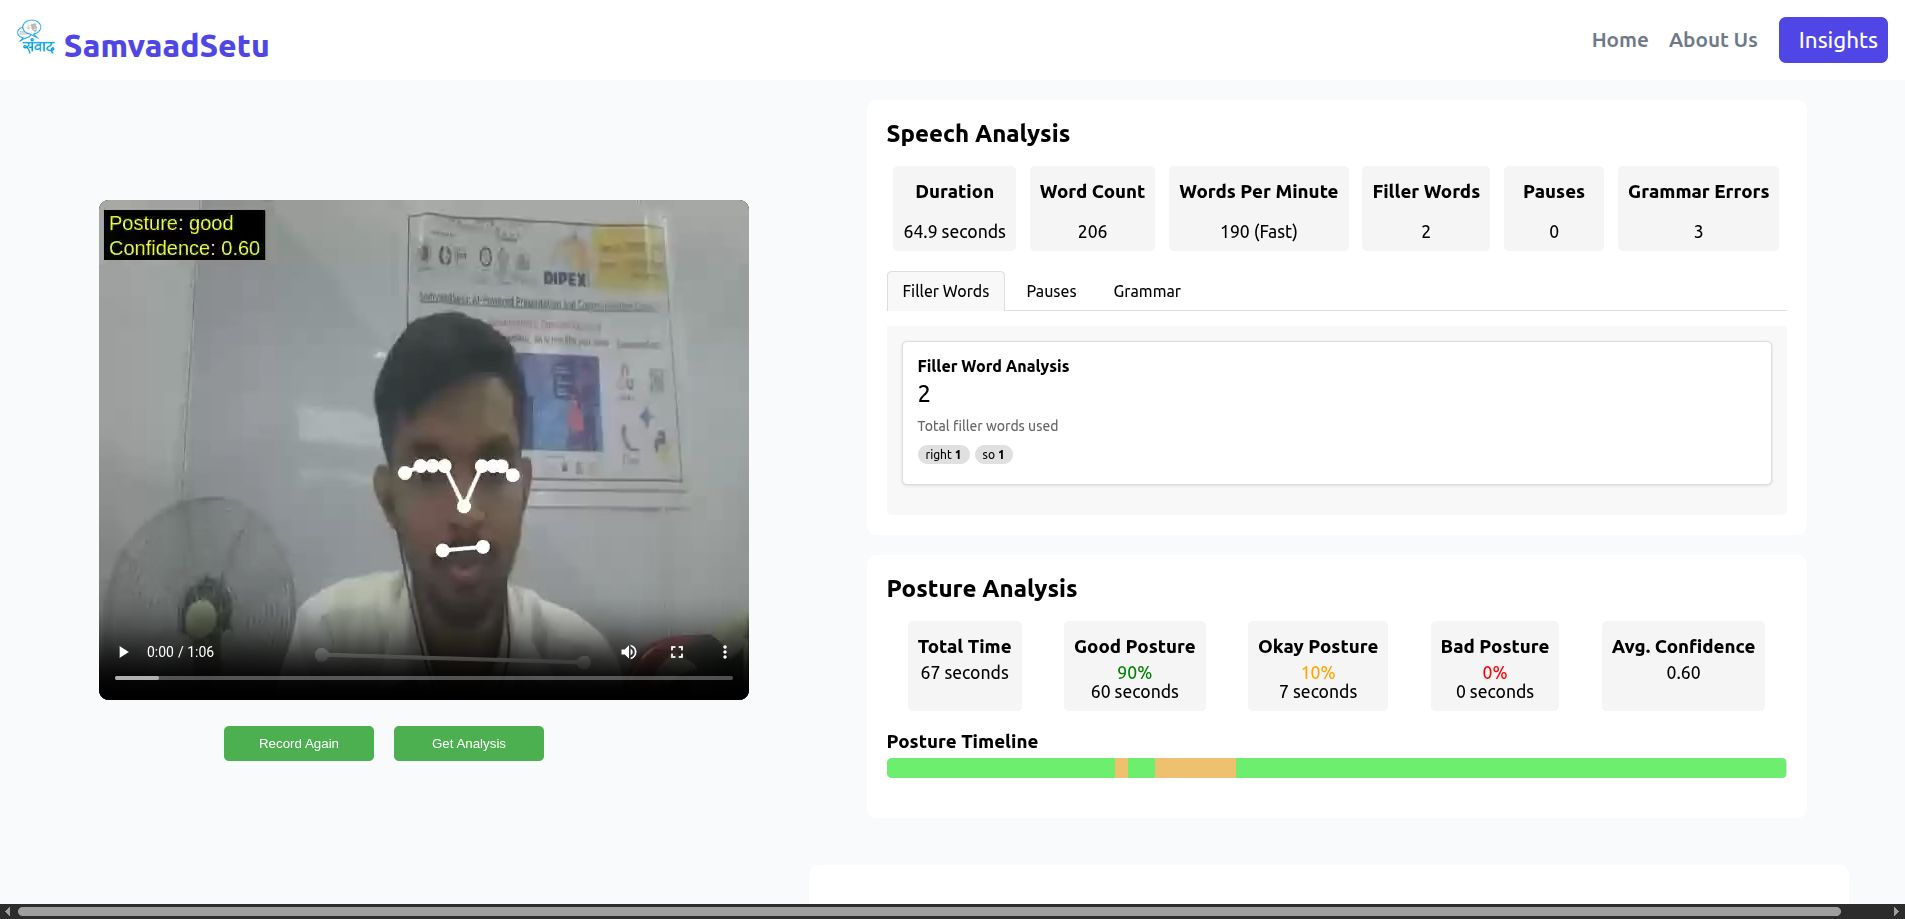 संवाद
SamvaadSetu
Home
About Us
Insights
Posture: good
Confidence: 0.60
DIPEX
0:00 / 1:06
Record Again
Get Analysis
Speech Analysis
Duration
64.9 seconds
Word Count
206
Words Per Minute
190 (Fast)
Filler Words
2
Pauses
0
Grammar Errors
3
Filler Words
Pauses
Grammar
Filler Word Analysis
2
Total filler words used
right 1
so 1
Posture Analysis
Total Time
67 seconds
Good Posture
90%
60 seconds
Okay Posture
10%
7 seconds
Bad Posture
0%
0 seconds
Avg. Confidence
0.60
Posture Timeline